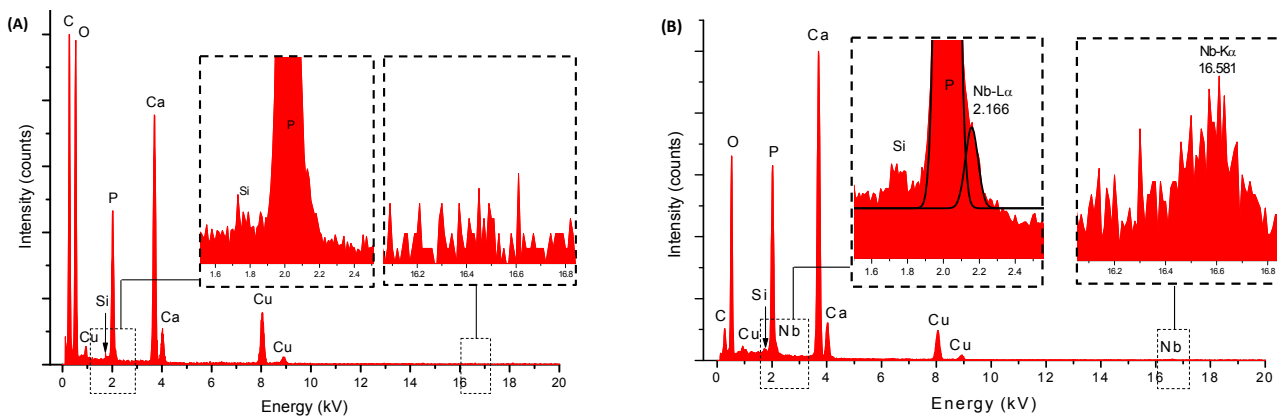 (A)
C
O
Ca
P
Si
Cu
Ca
Cu
Cu
Si
P
1.6 1.8 2.0 2.2 2.4
16.2 16.4 16.6 16.8
0 2 4 6 8 10 12 14 16 18 20
Energy (kV)
Intensity (counts)
(B)
Ca
O
P
Si
C
Cu
Nb
Ca
Cu
Cu
Nb
Si
P
Nb-Lα
2.166
1.6 1.8 2.0 2.2 2.4
Nb-Kα
16.581
16.2 16.4 16.6 16.8
0 2 4 6 8 10 12 14 16 18 20
Energy (kV)
Intensity (counts)